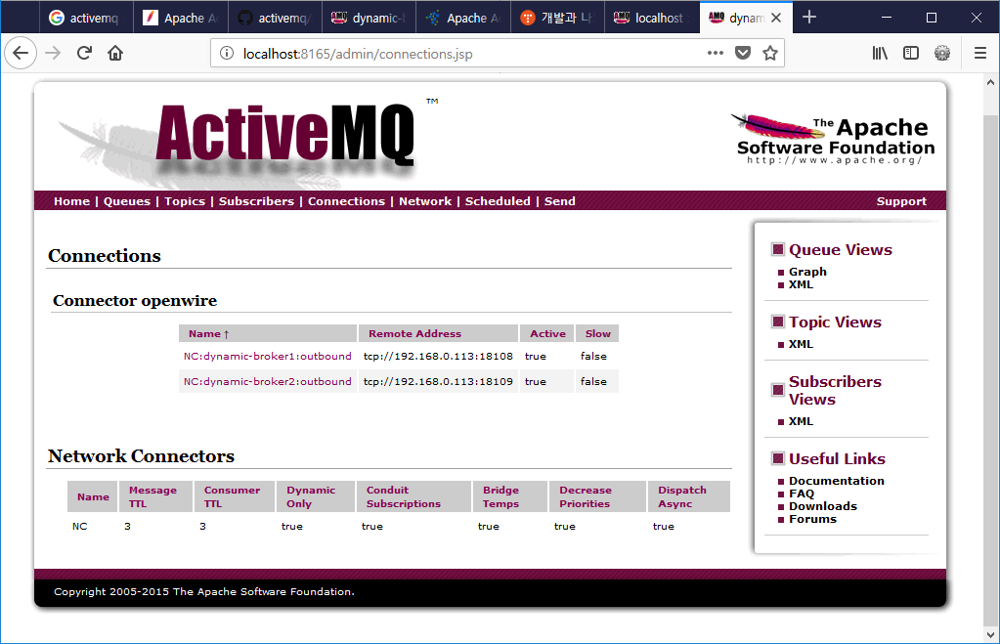 activemq
Apache A
activemq/
dynamic-
Apache A
개발과 나
localhost
dynam
localhost:8165/admin/connections.jsp
ActiveMQ ™
The Apache
Software Foundation
http://www.apache.org/
Home | Queues | Topics | Subscribers | Connections | Network | Scheduled | Send
Support
Connections
Connector openwire
Name ↑ Remote Address Active Slow
NC:dynamic-broker1:outbound tcp://192.168.0.113:18108 true false
NC:dynamic-broker2:outbound tcp://192.168.0.113:18109 true false
Network Connectors
Name Message TTL Consumer TTL Dynamic Only Conduit Subscriptions Bridge Temps Decrease Priorities Dispatch Async
NC 3 3 true true true true true
Queue Views
Graph
XML
Topic Views
XML
Subscribers
Views
XML
Useful Links
Documentation
FAQ
Downloads
Forums
Copyright 2005-2015 The Apache Software Foundation.